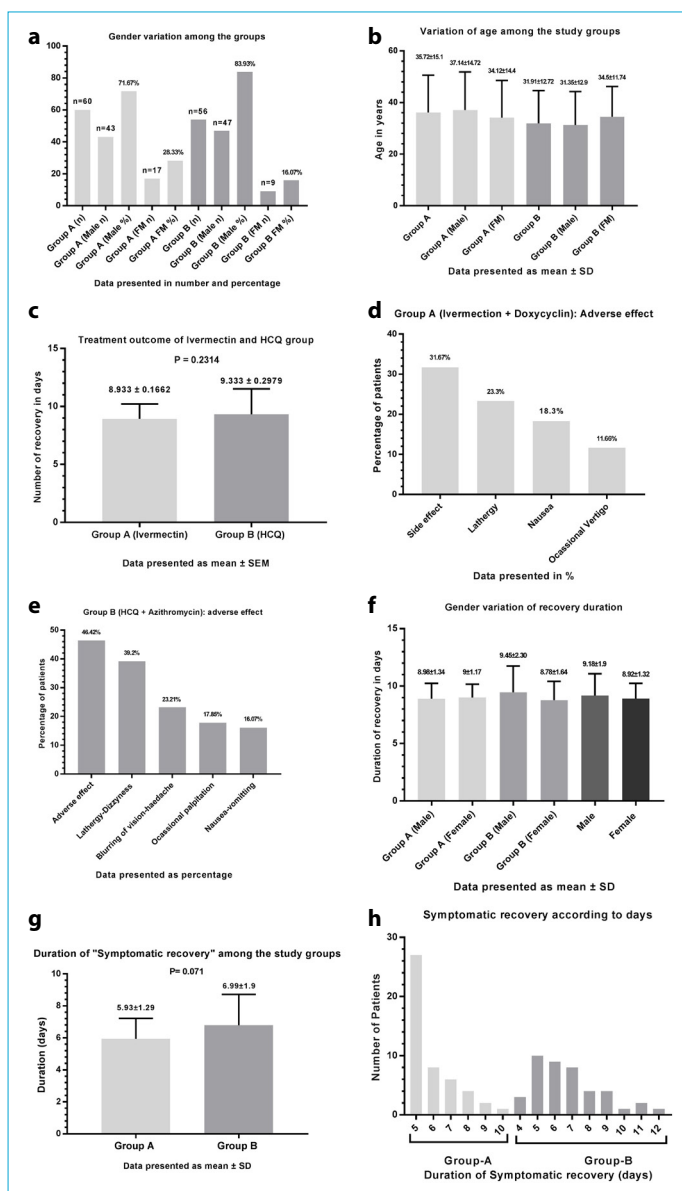 a
Gender variation among the groups
100
80
60
40
20
0
n=60
n=43
71.67%
n=17
28.33%
n=56
n=47
83.93%
n=9
16.07%
Group A (n)
Group A (Male n)
Group A (Male %)
Group A (FM n)
Group A FM %)
Group B (n)
Group B (Male n)
Group B (Male %)
Group B (FM n)
Group B FM %)
Data presented in number and percentage
b
Variation of age among the study groups
Age in years
80
60
40
20
0
35.72±15.1
37.14±14.72
34.12±14.4
31.91±12.72
31.35±12.9
34.5±11.74
Group A
Group A (Male)
Group A (FM)
Group B
Group B (Male)
Group B (FM)
Data presented as mean ± SD
c
Treatment outcome of Ivermectin and HCQ group
P = 0.2314
Number of recovery in days
15
10
5
0
8.933 ± 0.1662
9.333 ± 0.2979
Group A (Ivermectin)
Group B (HCQ)
Data presented as mean ± SEM
d
Group A (Ivermection + Doxycyclin): Adverse effect
Percentage of patients
40
30
20
10
0
31.67%
23.3%
18.3%
11.66%
Side effect
Lathergy
Nausea
Ocassional Vertigo
Data presented in %
e
Group B (HCQ + Azithromycin): adverse effect
Percentage of patients
50
40
30
20
10
0
46.42%
39.2%
23.21%
17.86%
16.07%
Adverse effect
Lathergy-Dizzyness
Blurring of vision-haedache
Ocassional palpitation
Nausea-vomitting
Data presented as percentage
f
Gender variation of recovery duration
Duration of recovery in days
20
15
10
5
0
8.98±1.34
9±1.17
9.45±2.30
8.78±1.64
9.18±1.9
8.92±1.32
Group A (Male)
Group A (Female)
Group B (Male)
Group B (Female)
Male
Female
Data presented as mean ± SD
g
Duration of "Symptomatic recovery" among the study groups
P= 0.071
Duration (days)
10
8
6
4
2
0
5.93±1.29
6.99±1.9
Group A
Group B
Data presented as mean ± SD
h
Symptomatic recovery according to days
Number of Patients
30
20
10
0
5
6
7
8
9
10
4
5
6
7
8
9
10
11
12
Group-A
Group-B
Duration of Symptomatic recovery (days)